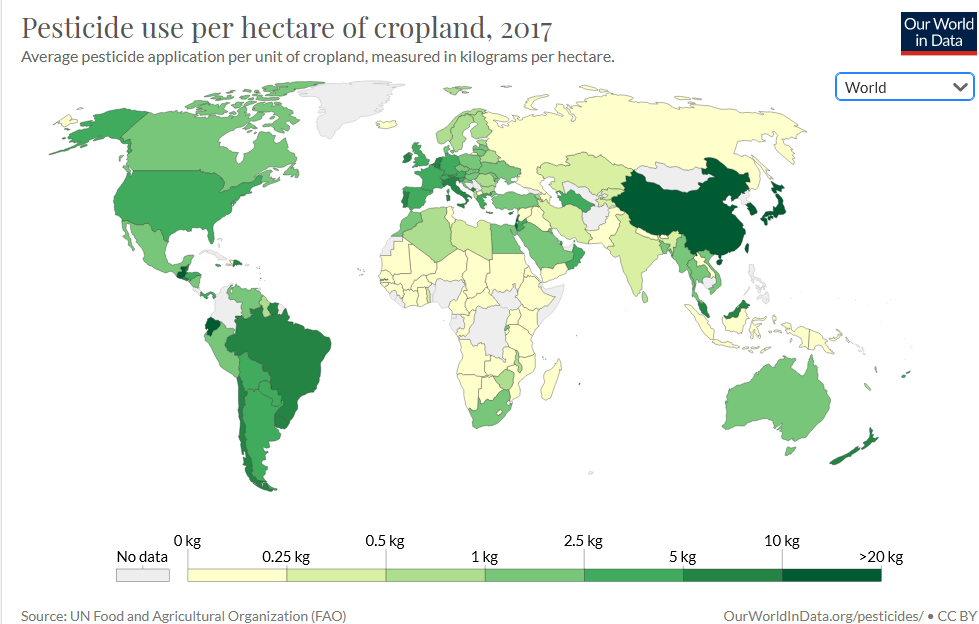 Pesticide use per hectare of cropland, 2017
Average pesticide application per unit of cropland, measured in kilograms per hectare.
Our World
in Data
World
No data
0 kg
0.25 kg
0.5 kg
1 kg
2.5 kg
5 kg
10 kg
>20 kg
Source: UN Food and Agricultural Organization (FAO)
OurWorldInData.org/pesticides/ • CC BY